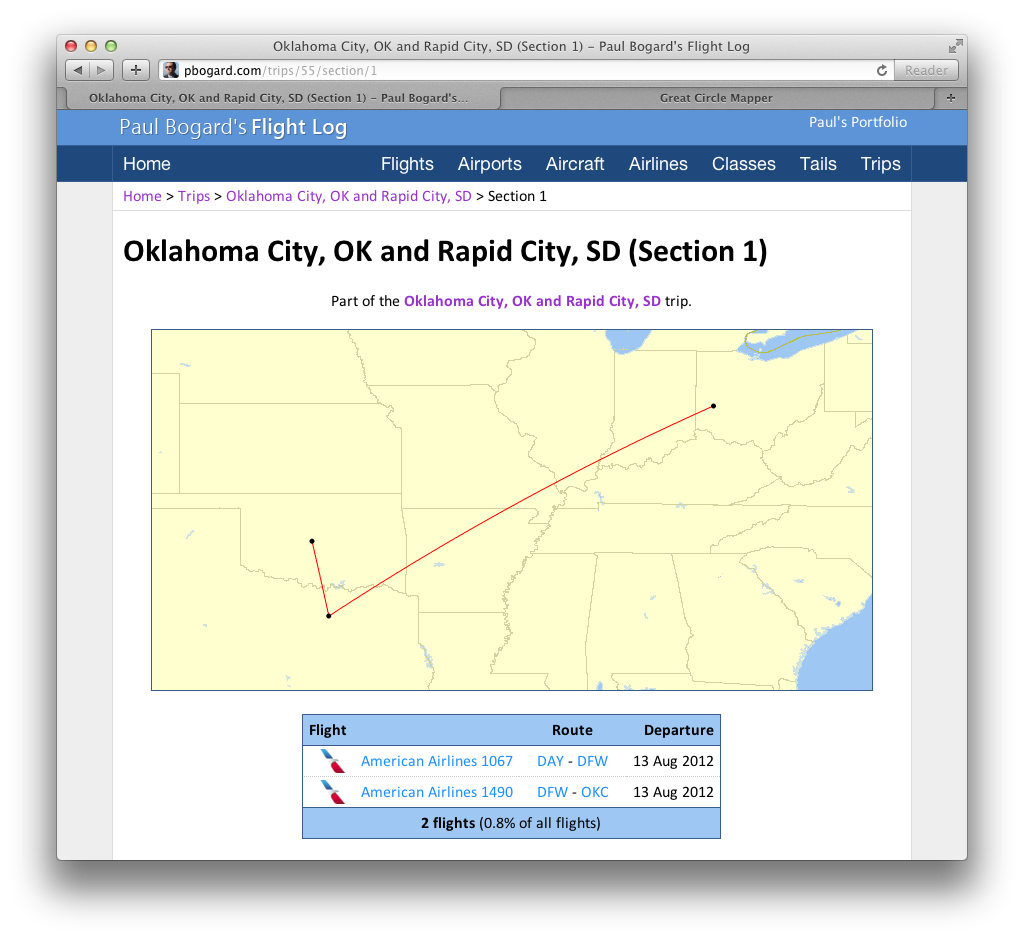 Oklahoma City, OK and Rapid City, SD (Section 1) – Paul Bogard's Flight Log
pbogard.com/trips/55/section/1
Reader
Oklahoma City, OK and Rapid City, SD (Section 1) – Paul Bogard's...
Great Circle Mapper
Paul Bogard's Flight Log
Paul's Portfolio
Home Flights Airports Aircraft Airlines Classes Tails Trips
Home > Trips > Oklahoma City, OK and Rapid City, SD > Section 1
Oklahoma City, OK and Rapid City, SD (Section 1)
Part of the Oklahoma City, OK and Rapid City, SD trip.
Flight Route Departure
American Airlines 1067 DAY - DFW 13 Aug 2012
American Airlines 1490 DFW - OKC 13 Aug 2012
2 flights (0.8% of all flights)